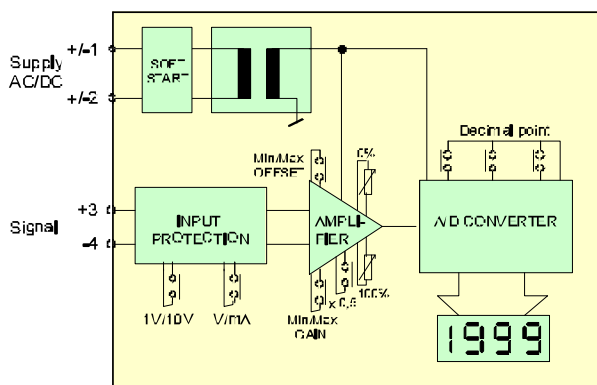 Supply
AC/DC
+/-1
+/-2
SOFT
START
Signal
+3
-4
INPUT
PROTECTION
1V/10V
V/mA
Min/Max
OFFSET
0%
AMPLI-
FIER
x 0,5
100%
Min/Max
GAIN
Decimal point
A/D CONVERTER
1999